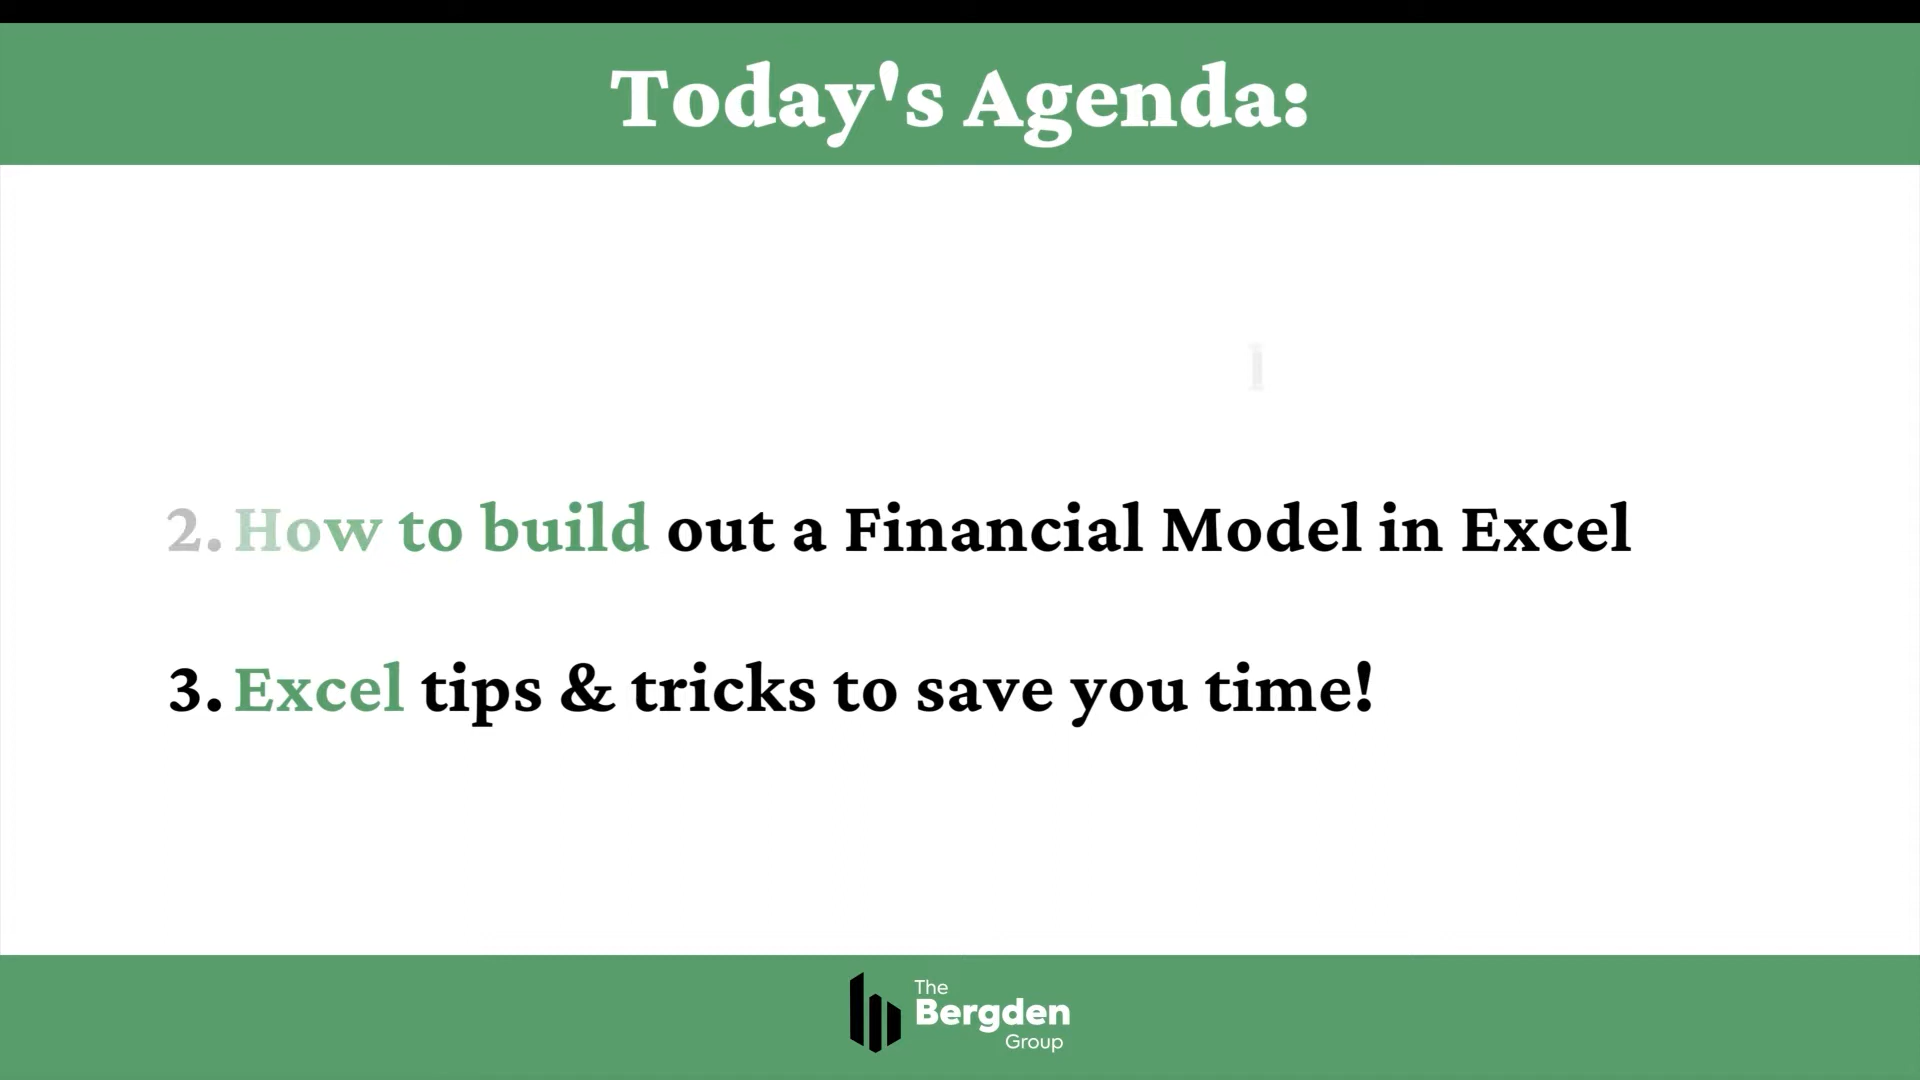 Today's Agenda:
2. How to build out a Financial Model in Excel
3. Excel tips & tricks to save you time!
The
Bergden
Group